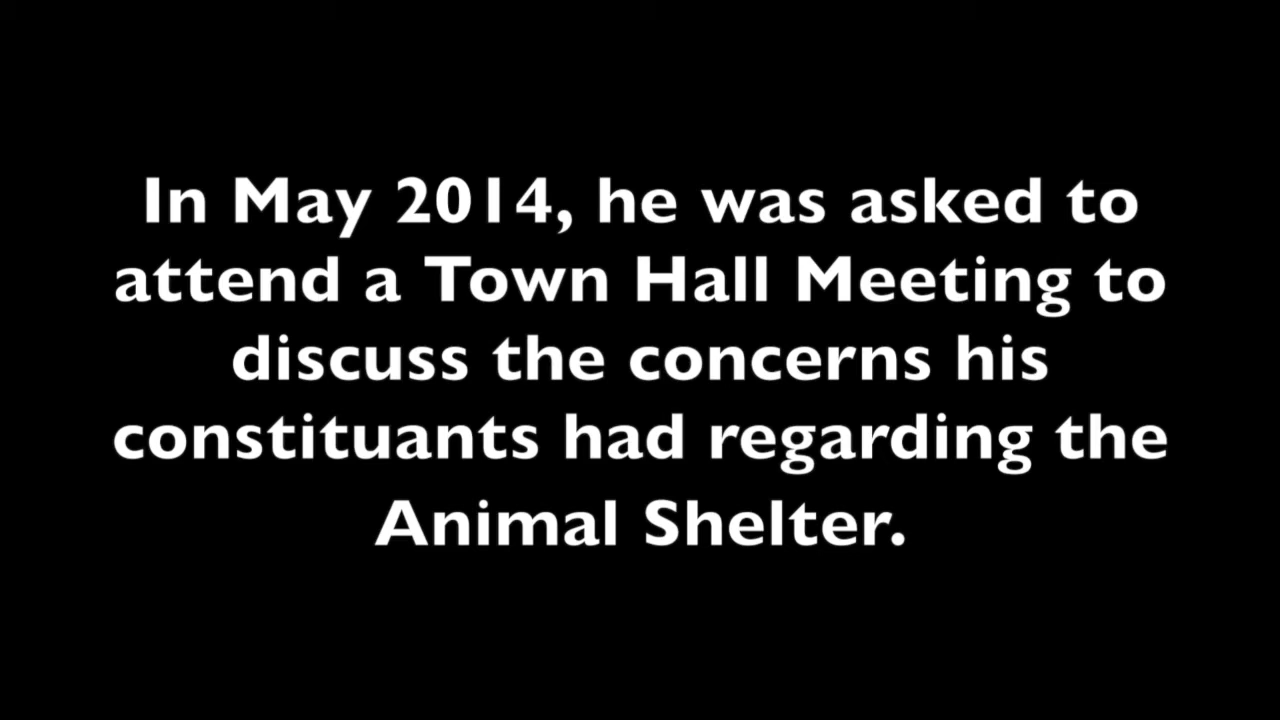 In May 2014, he was asked to
attend a Town Hall Meeting to
discuss the concerns his
constituants had regarding the
Animal Shelter.